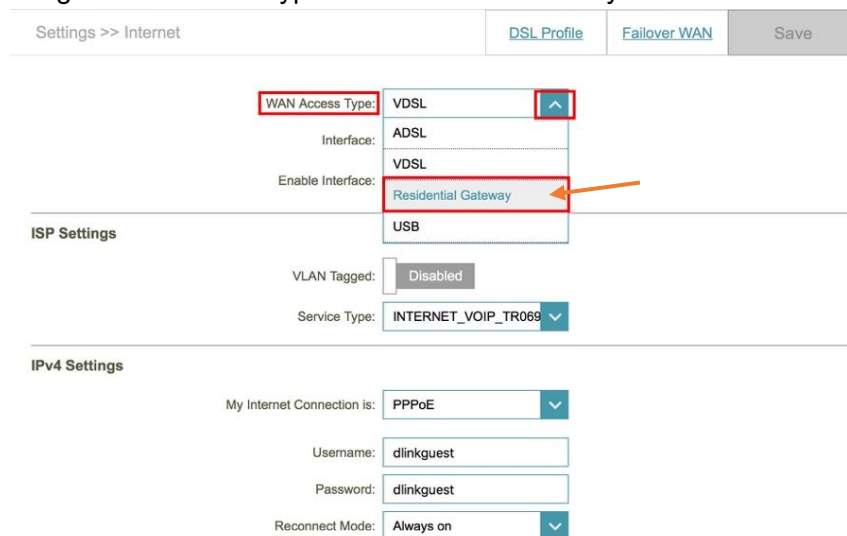 Settings >> Internet DSL Profile Failover WAN Save
WAN Access Type: VDSL
Interface: ADSL
VDSL
Enable Interface:
Residential Gateway
USB
ISP Settings
VLAN Tagged: Disabled
Service Type: INTERNET_VOIP_TR069
IPv4 Settings
My Internet Connection is: PPPoE
Username: dlinkguest
Password: dlinkguest
Reconnect Mode: Always on